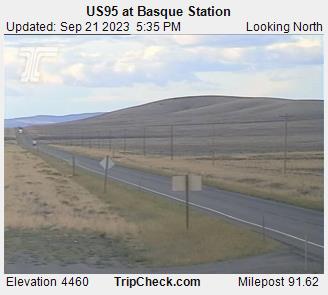 US95 at Basque Station
Updated: Sep 21 2023 5:35 PM Looking North
Elevation 4460 TripCheck.com Milepost 91.62